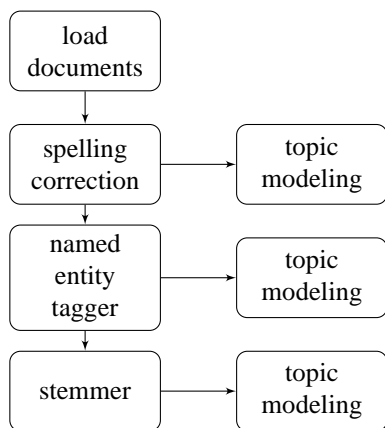 load
documents
spelling
correction
topic
modeling
named
entity
tagger
topic
modeling
stemmer
topic
modeling